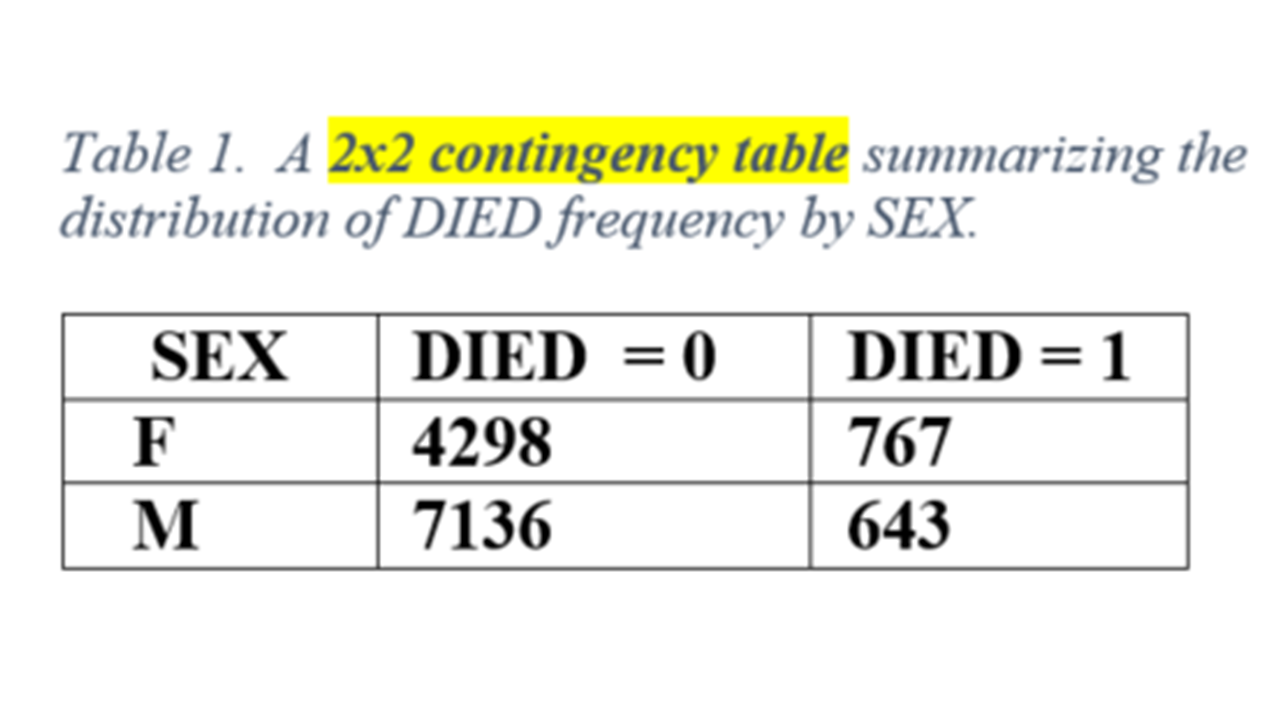 Table 1. A 2x2 contingency table summarizing the
distribution of DIED frequency by SEX.
SEX DIED = 0 DIED = 1
F 4298 767
M 7136 643